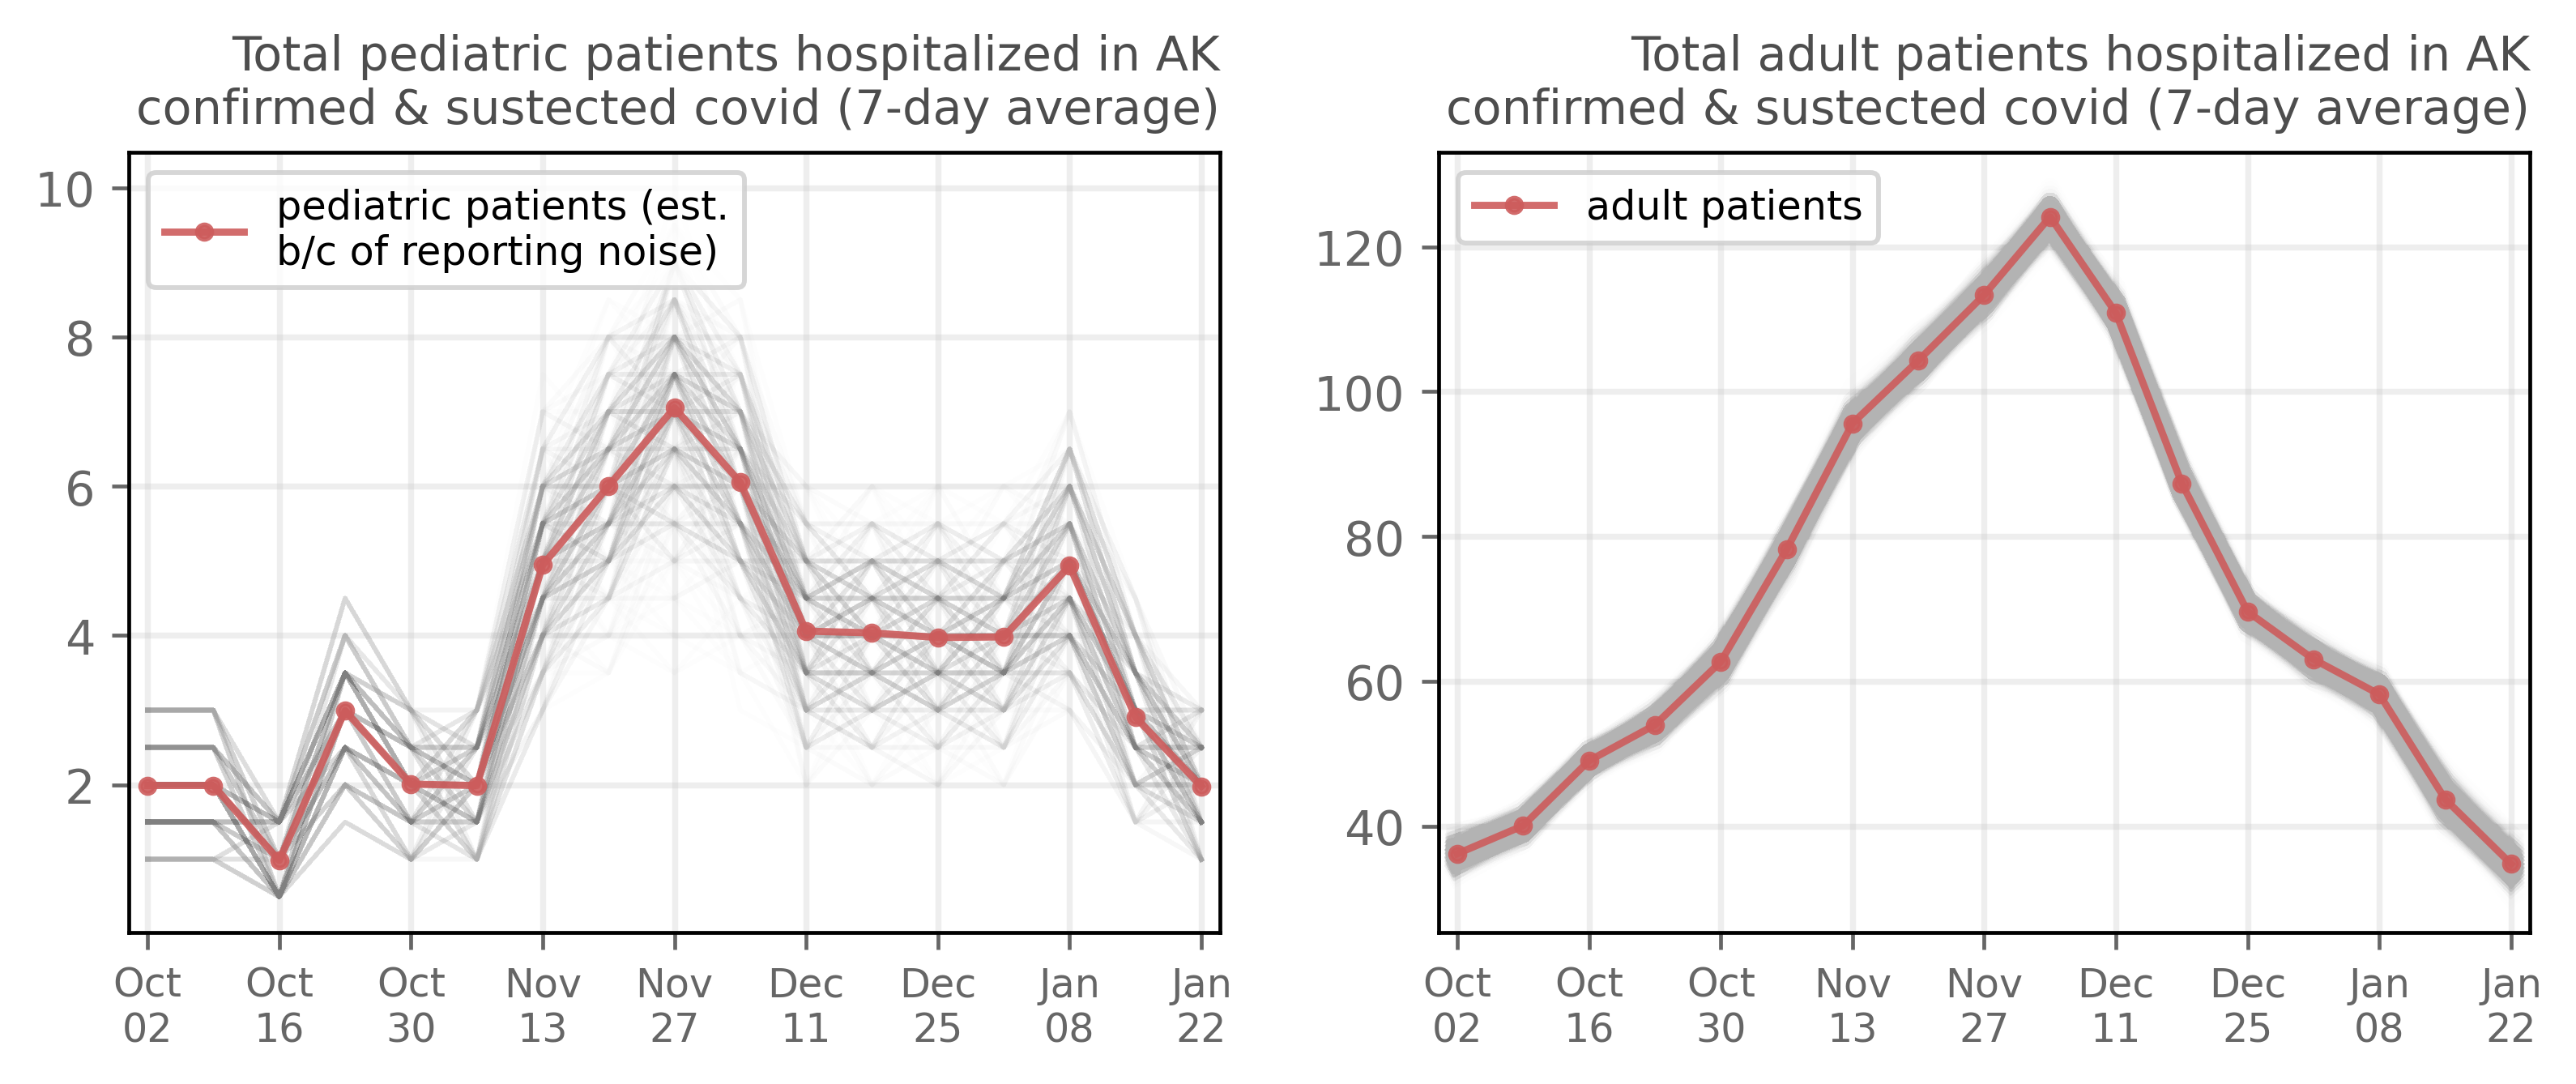 Total pediatric patients hospitalized in AK
confirmed & sustected covid (7-day average)
10
8
6
4
2
pediatric patients (est.
b/c of reporting noise)
Oct Oct Oct Nov Nov Dec Dec Jan Jan
02 16 30 13 27 11 25 08 22
Total adult patients hospitalized in AK
confirmed & sustected covid (7-day average)
120
100
80
60
40
adult patients
Oct Oct Oct Nov Nov Dec Dec Jan Jan
02 16 30 13 27 11 25 08 22